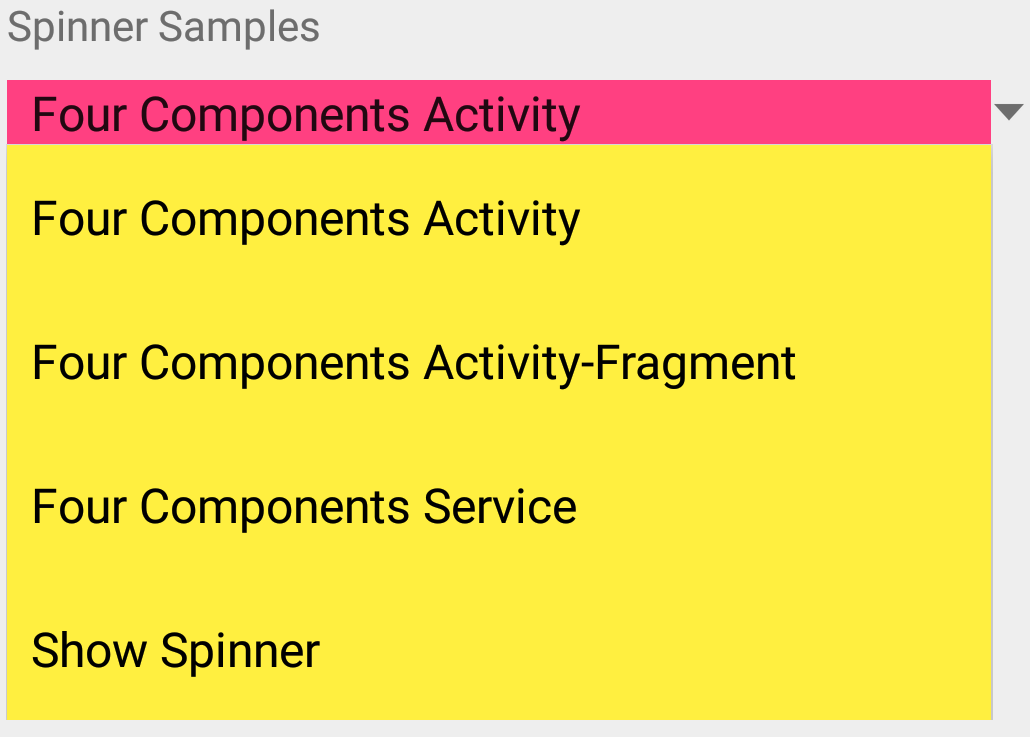 Spinner Samples
Four Components Activity
Four Components Activity
Four Components Activity-Fragment
Four Components Service
Show Spinner